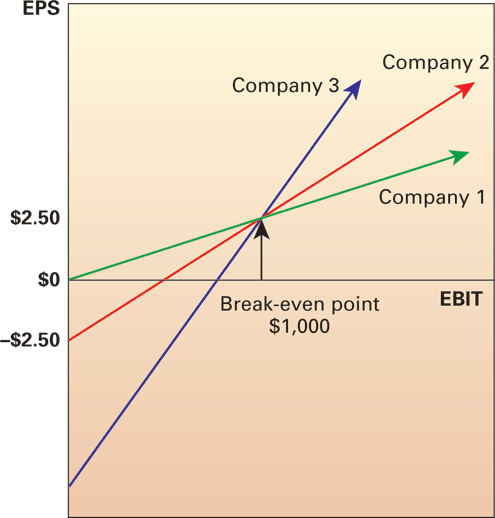 EPS
Company 2
Company 3
Company 1
$2.50
$0
EBIT
Break-even point
$1,000
–$2.50